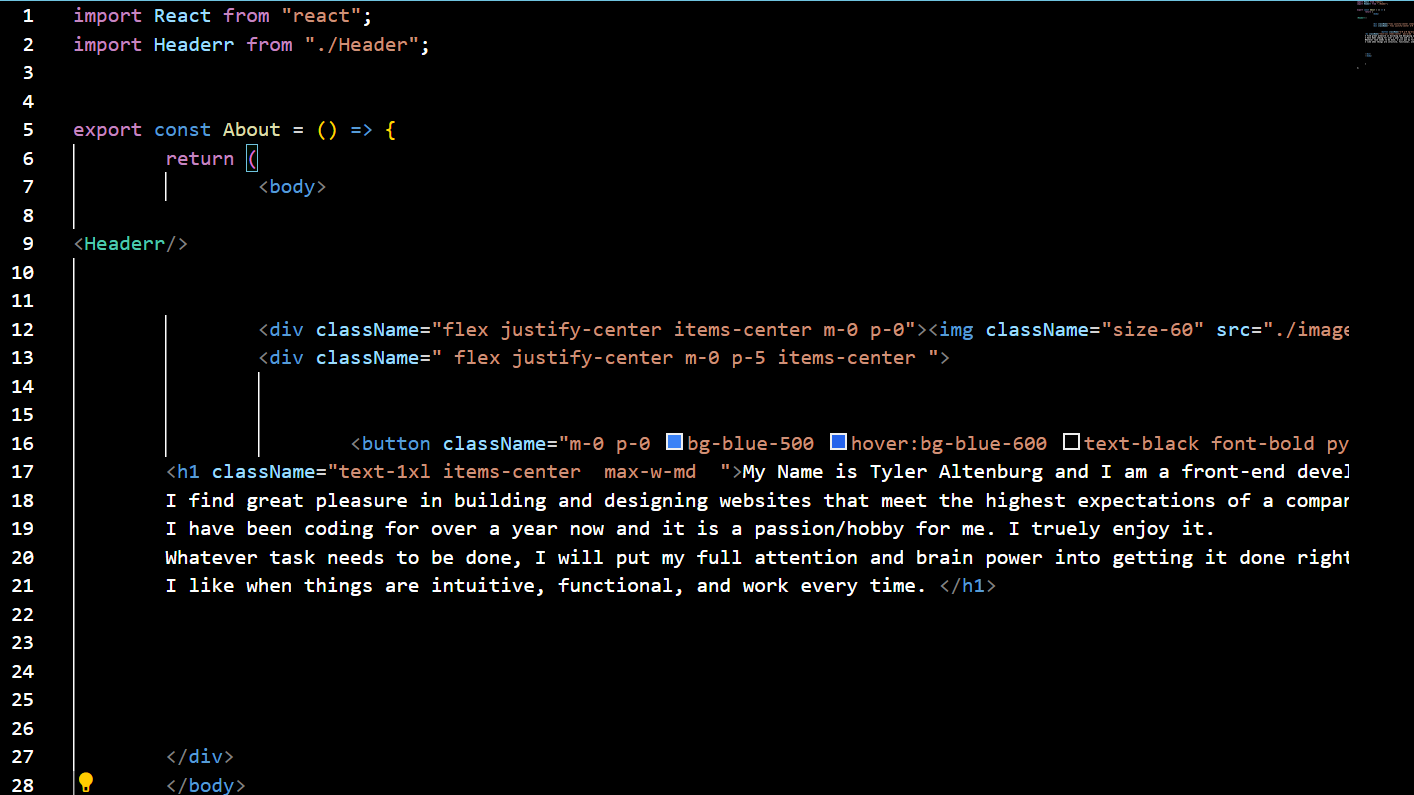 1 import React from "react";
2 import Headerr from "./Header";
3
4
5 export const About = () => {
6 return (
7 <body>
8
9 <Headerr/>
10
11
12 <div className="flex justify-center items-center m-0 p-0"><img className="size-60" src="./image
13 <div className=" flex justify-center m-0 p-5 items-center ">
14
15
16 <button className="m-0 p-0 bg-blue-500 hover:bg-blue-600 text-black font-bold py
17 <h1 className="text-1xl items-center  max-w-md  ">My Name is Tyler Altenburg and I am a front-end devel
18 I find great pleasure in building and designing websites that meet the highest expectations of a compan
19 I have been coding for over a year now and it is a passion/hobby for me. I truely enjoy it.
20 Whatever task needs to be done, I will put my full attention and brain power into getting it done right
21 I like when things are intuitive, functional, and work every time. </h1>
22
23
24
25
26
27 </div>
28 </body>